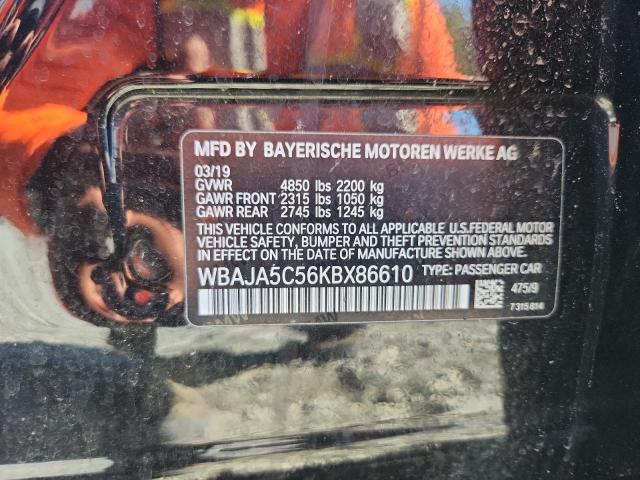 MFD BY BAYERISCHE MOTOREN WERKE AG
03/19
GVWR 4850 lbs 2200 kg
GAWR FRONT 2315 lbs 1050 kg
GAWR REAR 2745 lbs 1245 kg
THIS VEHICLE CONFORMS TO ALL APPLICABLE U.S.FEDERAL MOTOR
VEHICLE SAFETY, BUMPER AND THEFT PREVENTION STANDARDS
IN EFFECT ON DATE OF MANUFACTURE SHOWN ABOVE.
WBAJA5C56KBX86610 TYPE: PASSENGER CAR
475/9
7315814